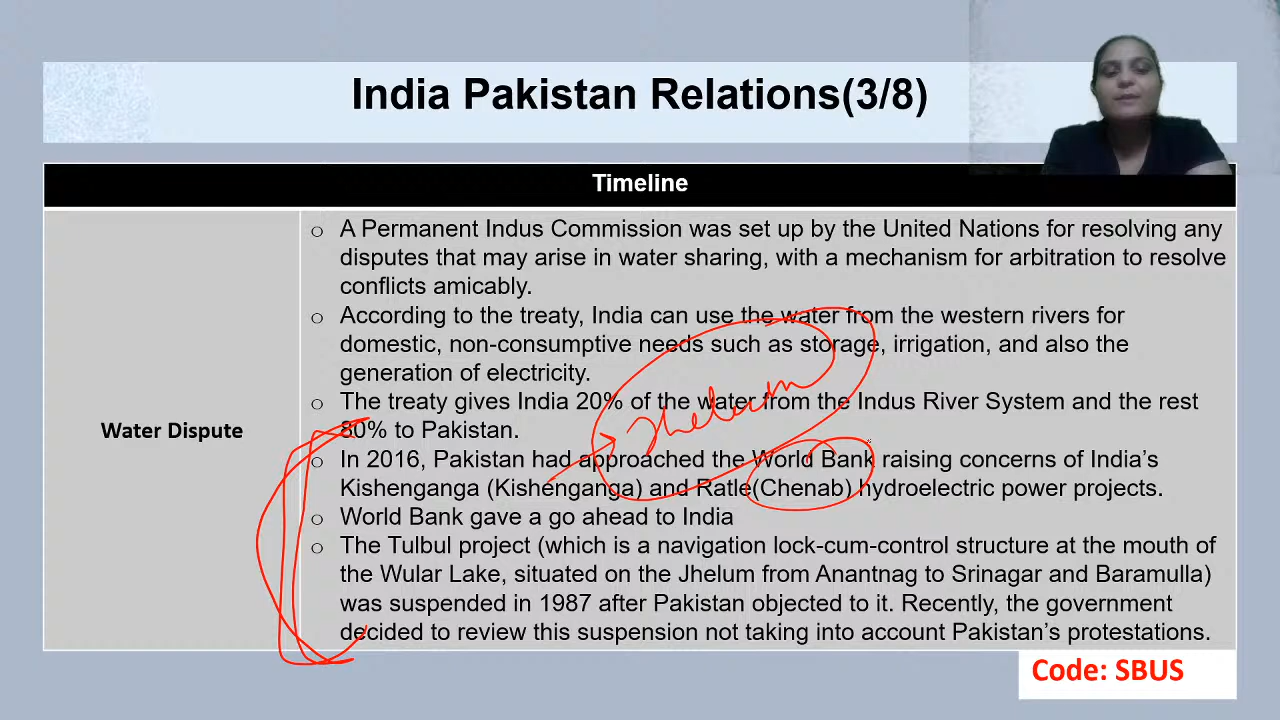 India Pakistan Relations(3/8)
Timeline
Water Dispute
o A Permanent Indus Commission was set up by the United Nations for resolving any
disputes that may arise in water sharing, with a mechanism for arbitration to resolve
conflicts amicably.
o According to the treaty, India can use the water from the western rivers for
domestic, non-consumptive needs such as storage, irrigation, and also the
generation of electricity.
o The treaty gives India 20% of the water from the Indus River System and the rest
80% to Pakistan.
Jhelum
o In 2016, Pakistan had approached the World Bank raising concerns of India’s
Kishenganga (Kishenganga) and Ratle(Chenab) hydroelectric power projects.
o World Bank gave a go ahead to India
o The Tulbul project (which is a navigation lock-cum-control structure at the mouth of
the Wular Lake, situated on the Jhelum from Anantnag to Srinagar and Baramulla)
was suspended in 1987 after Pakistan objected to it. Recently, the government
decided to review this suspension not taking into account Pakistan’s protestations.
Code: SBUS